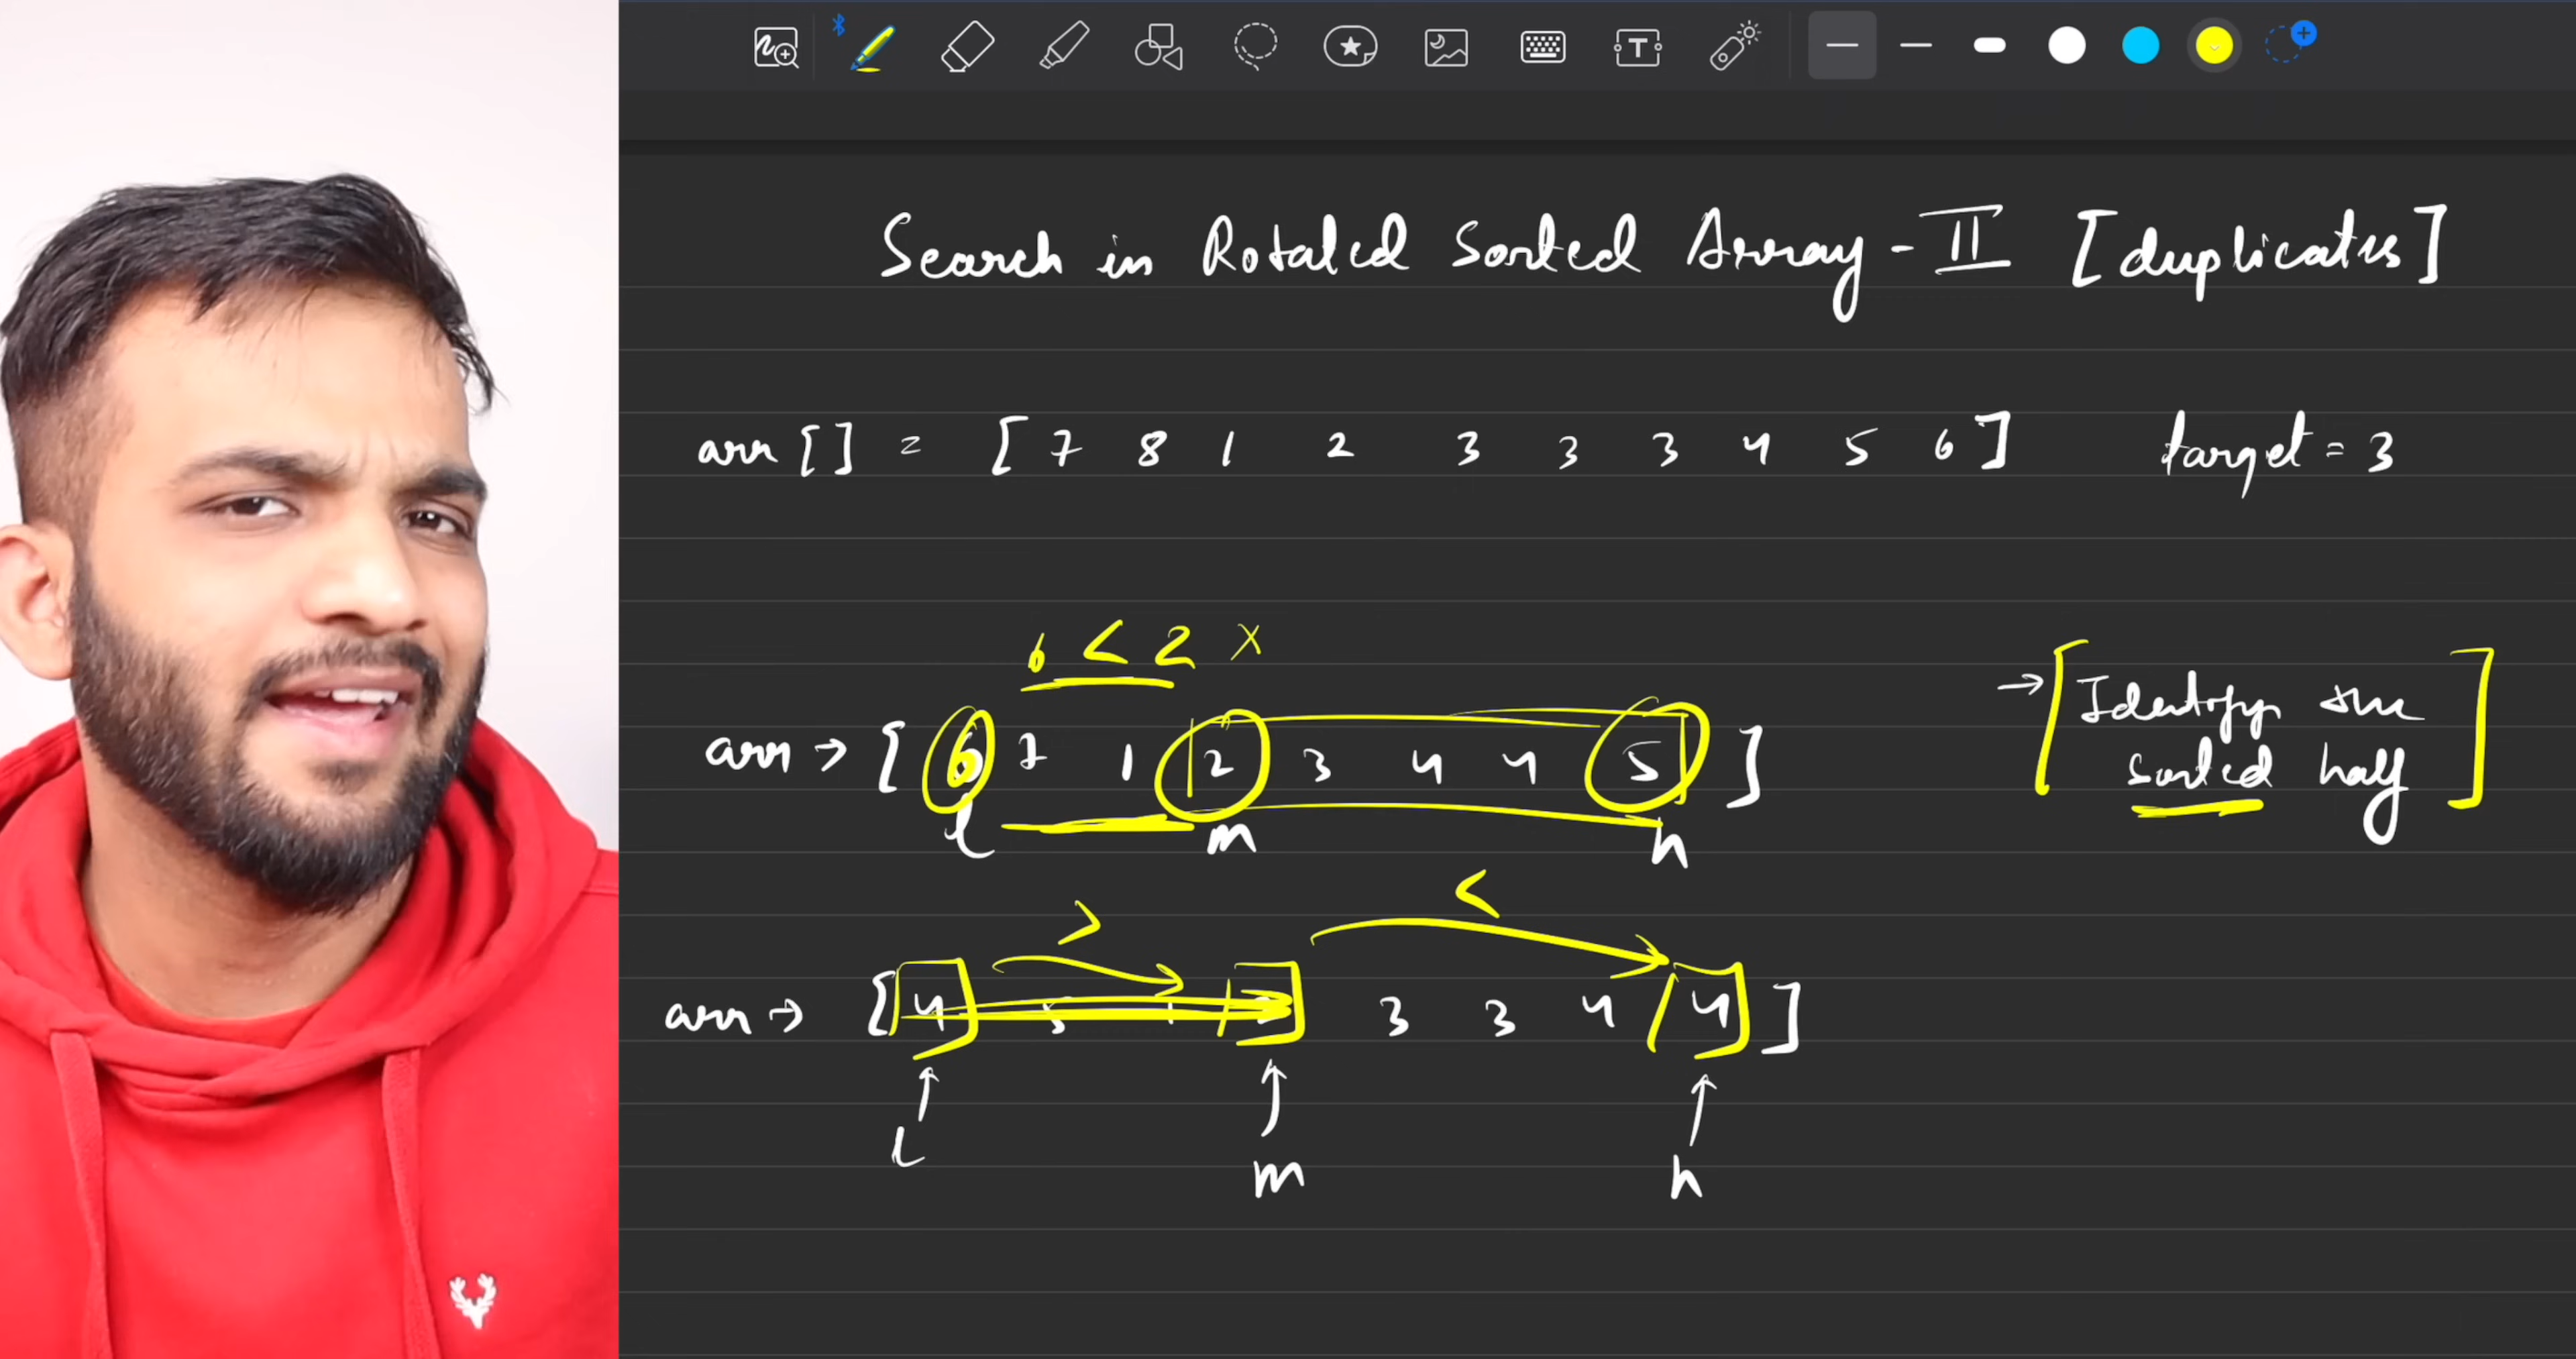 Search in Rotated Sorted Array - II [duplicates]
arr [] = [ 7 8 1 2 3 3 3 4 5 6 ] target = 3
6 < 2 x
arr → [ 6 7 1 2 3 4 4 5 ]
l m h
→ [ Identify the
sorted half ]
> <
arr → [ 4 5 1 3 3 4 4 ]
l m h